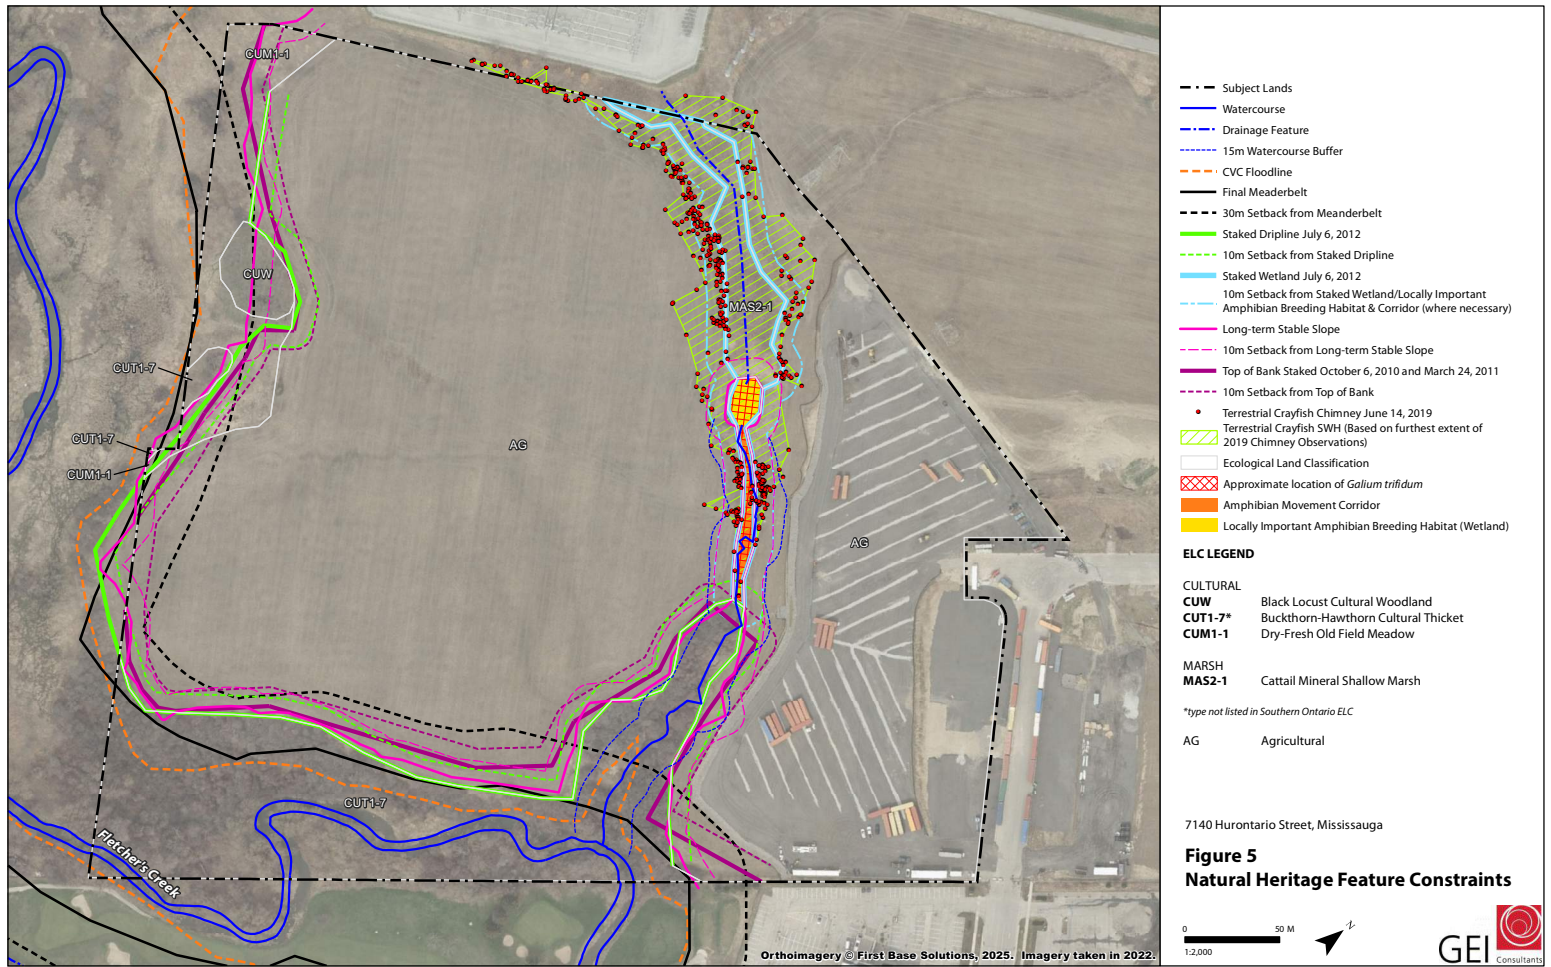 CUM1-1
CUW
CUT1-7
CUT1-7
CUM1-1
AG
MAS2-1
AG
CUT1-7
Fletcher's Creek
Orthoimagery © First Base Solutions, 2025. Imagery taken in 2022.
Subject Lands
Watercourse
Drainage Feature
15m Watercourse Buffer
CVC Floodline
Final Meaderbelt
30m Setback from Meanderbelt
Staked Dripline July 6, 2012
10m Setback from Staked Dripline
Staked Wetland July 6, 2012
10m Setback from Staked Wetland/Locally Important
Amphibian Breeding Habitat & Corridor (where necessary)
Long-term Stable Slope
10m Setback from Long-term Stable Slope
Top of Bank Staked October 6, 2010 and March 24, 2011
10m Setback from Top of Bank
Terrestrial Crayfish Chimney June 14, 2019
Terrestrial Crayfish SWH (Based on furthest extent of
2019 Chimney Observations)
Ecological Land Classification
Approximate location of Galium trifidum
Amphibian Movement Corridor
Locally Important Amphibian Breeding Habitat (Wetland)
ELC LEGEND
CULTURAL
CUW Black Locust Cultural Woodland
CUT1-7* Buckthorn-Hawthorn Cultural Thicket
CUM1-1 Dry-Fresh Old Field Meadow
MARSH
MAS2-1 Cattail Mineral Shallow Marsh
*type not listed in Southern Ontario ELC
AG Agricultural
7140 Hurontario Street, Mississauga
Figure 5
Natural Heritage Feature Constraints
0 50 M
1:2,000
N
GEI Consultants